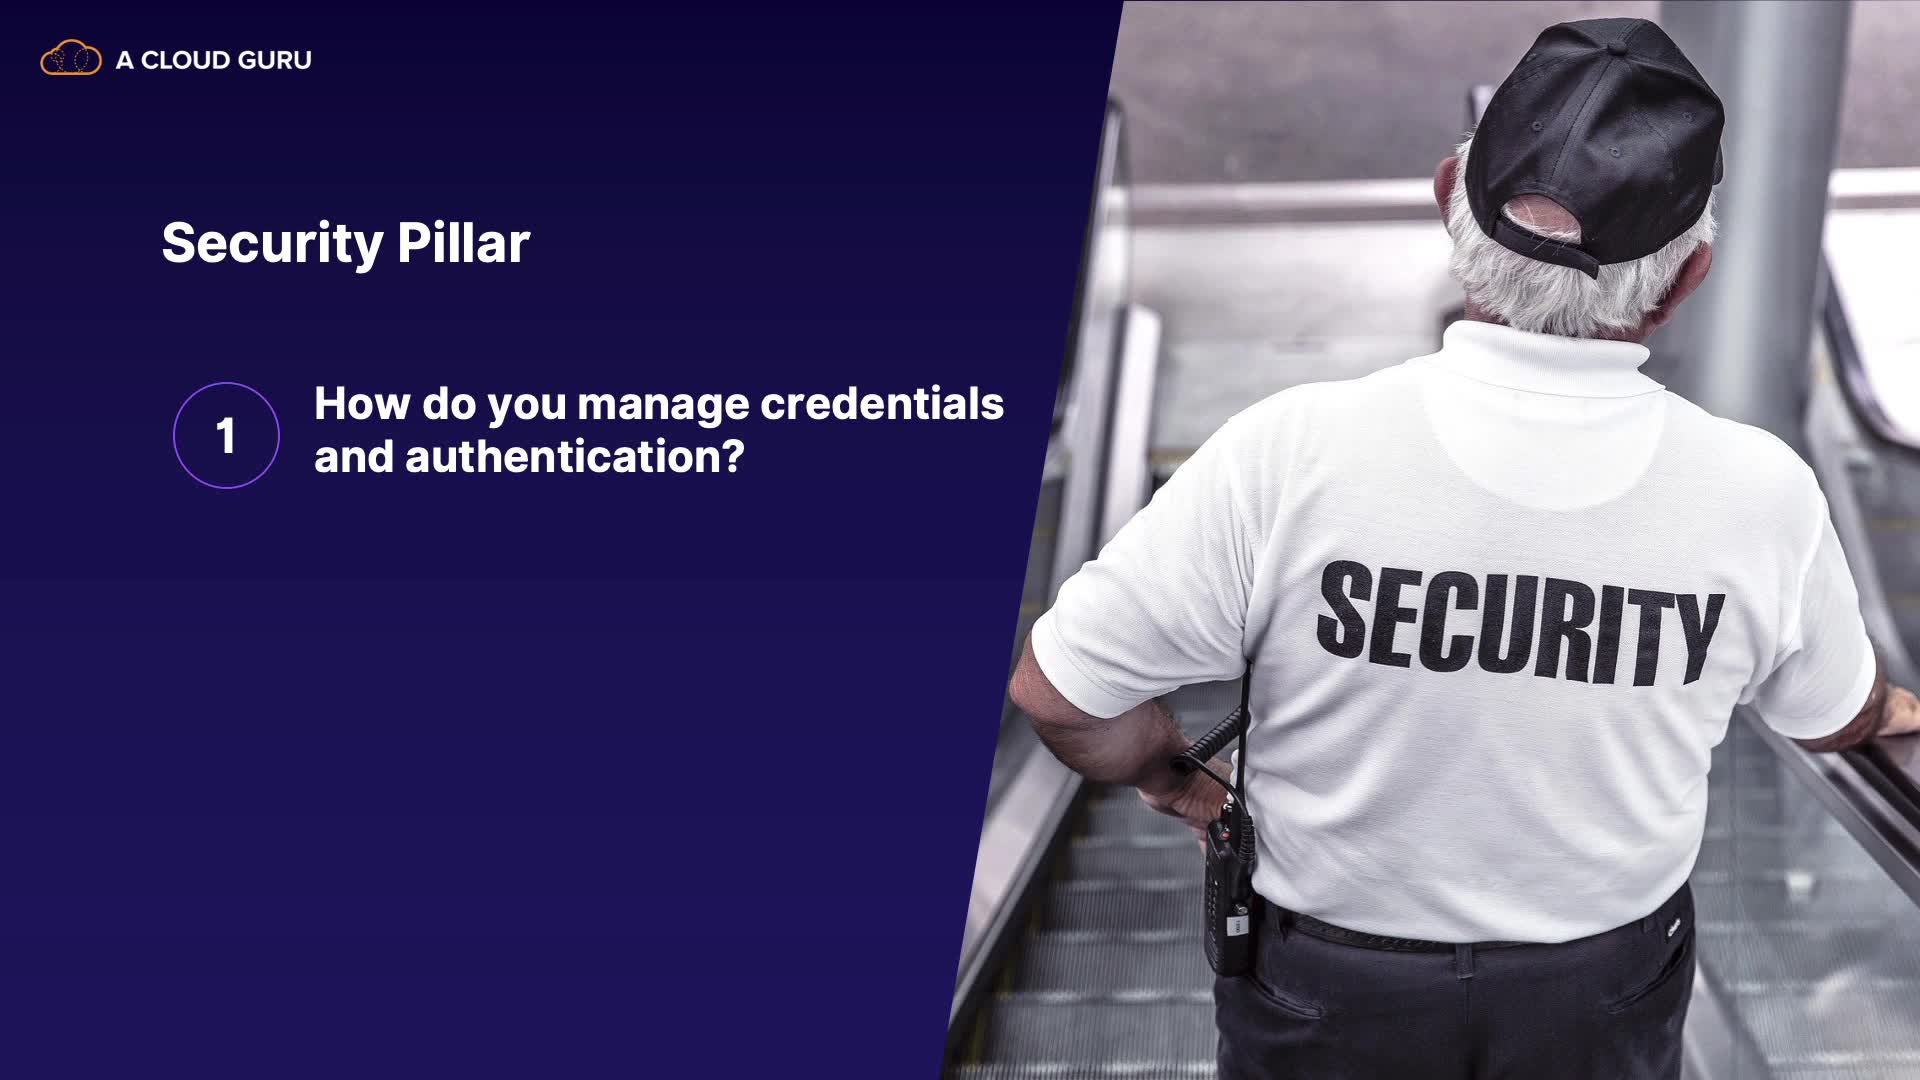 A CLOUD GURU
Security Pillar
1
How do you manage credentials
and authentication?
SECURITY